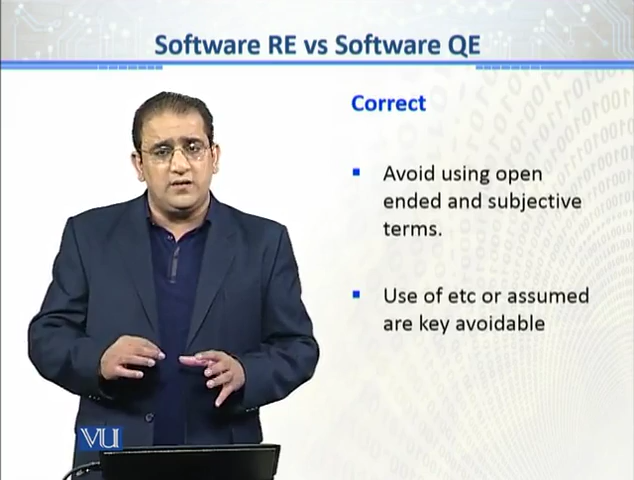 Software RE vs Software QE
Correct
Avoid using open
ended and subjective
terms.
Use of etc or assumed
are key avoidable
VU